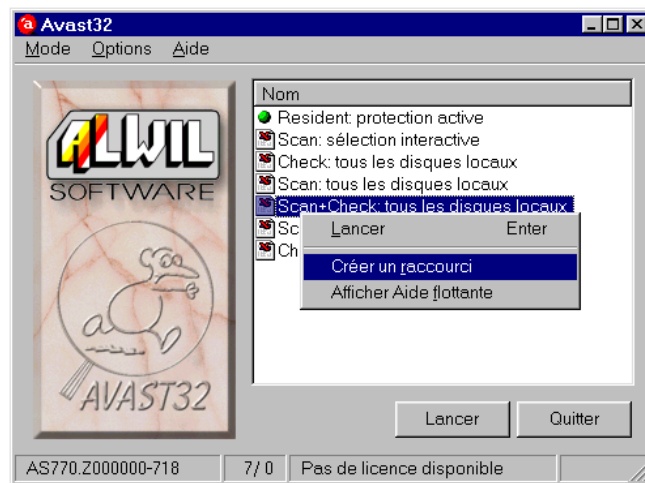 Avast32
Mode Options Aide
Nom
Resident: protection active
Scan: sélection interactive
Check: tous les disques locaux
Scan: tous les disques locaux
Scan+Check: tous les disques locaux
Sc
Ch
Lancer Enter
Créer un raccourci
Afficher Aide flottante
ALWIL
SOFTWARE
AVAST32
Lancer Quitter
AS770.Z000000-718 7/ 0 Pas de licence disponible